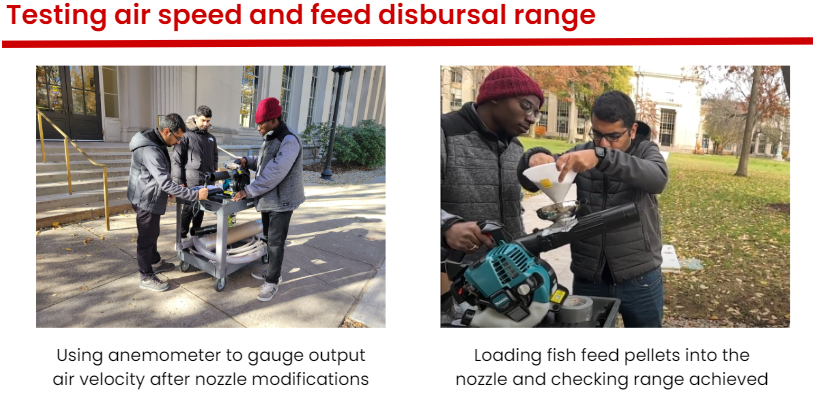 Testing air speed and feed disbursal range
Using anemometer to gauge output
air velocity after nozzle modifications
Loading fish feed pellets into the
nozzle and checking range achieved